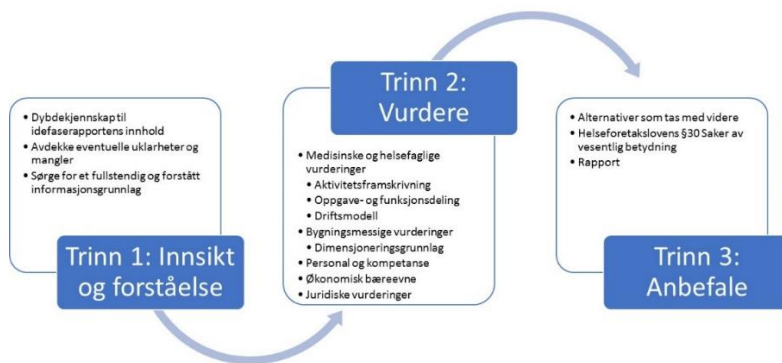 • Dybdekjennskap til
idefaserapportens innhold
• Avdekke eventuelle uklarheter og
mangler
• Sørge for et fullstendig og forstått
informasjonsgrunnlag
Trinn 1: Innsikt
og forståelse
Trinn 2:
Vurdere
• Medisinske og helsefaglige
vurderinger
• Aktivitetsframskrivning
• Oppgave- og funksjonsdeling
• Driftsmodell
• Bygningsmessige vurderinger
• Dimensjoneringsgrunnlag
• Personal og kompetanse
• Økonomisk bæreevne
• Juridiske vurderinger
• Alternativer som tas med videre
• Helseforetakslovens §30 Saker av
vesentlig betydning
• Rapport
Trinn 3:
Anbefale